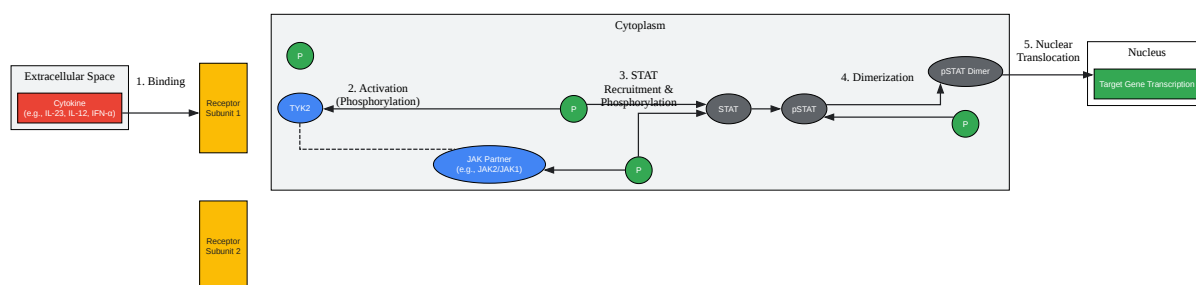 Extracellular Space
Cytokine
(e.g., IL-23, IL-12, IFN-α)
1. Binding
Receptor
Subunit 1
Receptor
Subunit 2
Cytoplasm
P
TYK2
2. Activation
(Phosphorylation)
JAK Partner
(e.g., JAK2/JAK1)
P
P
3. STAT
Recruitment &
Phosphorylation
STAT
pSTAT
4. Dimerization
pSTAT Dimer
P
5. Nuclear
Translocation
Nucleus
Target Gene Transcription